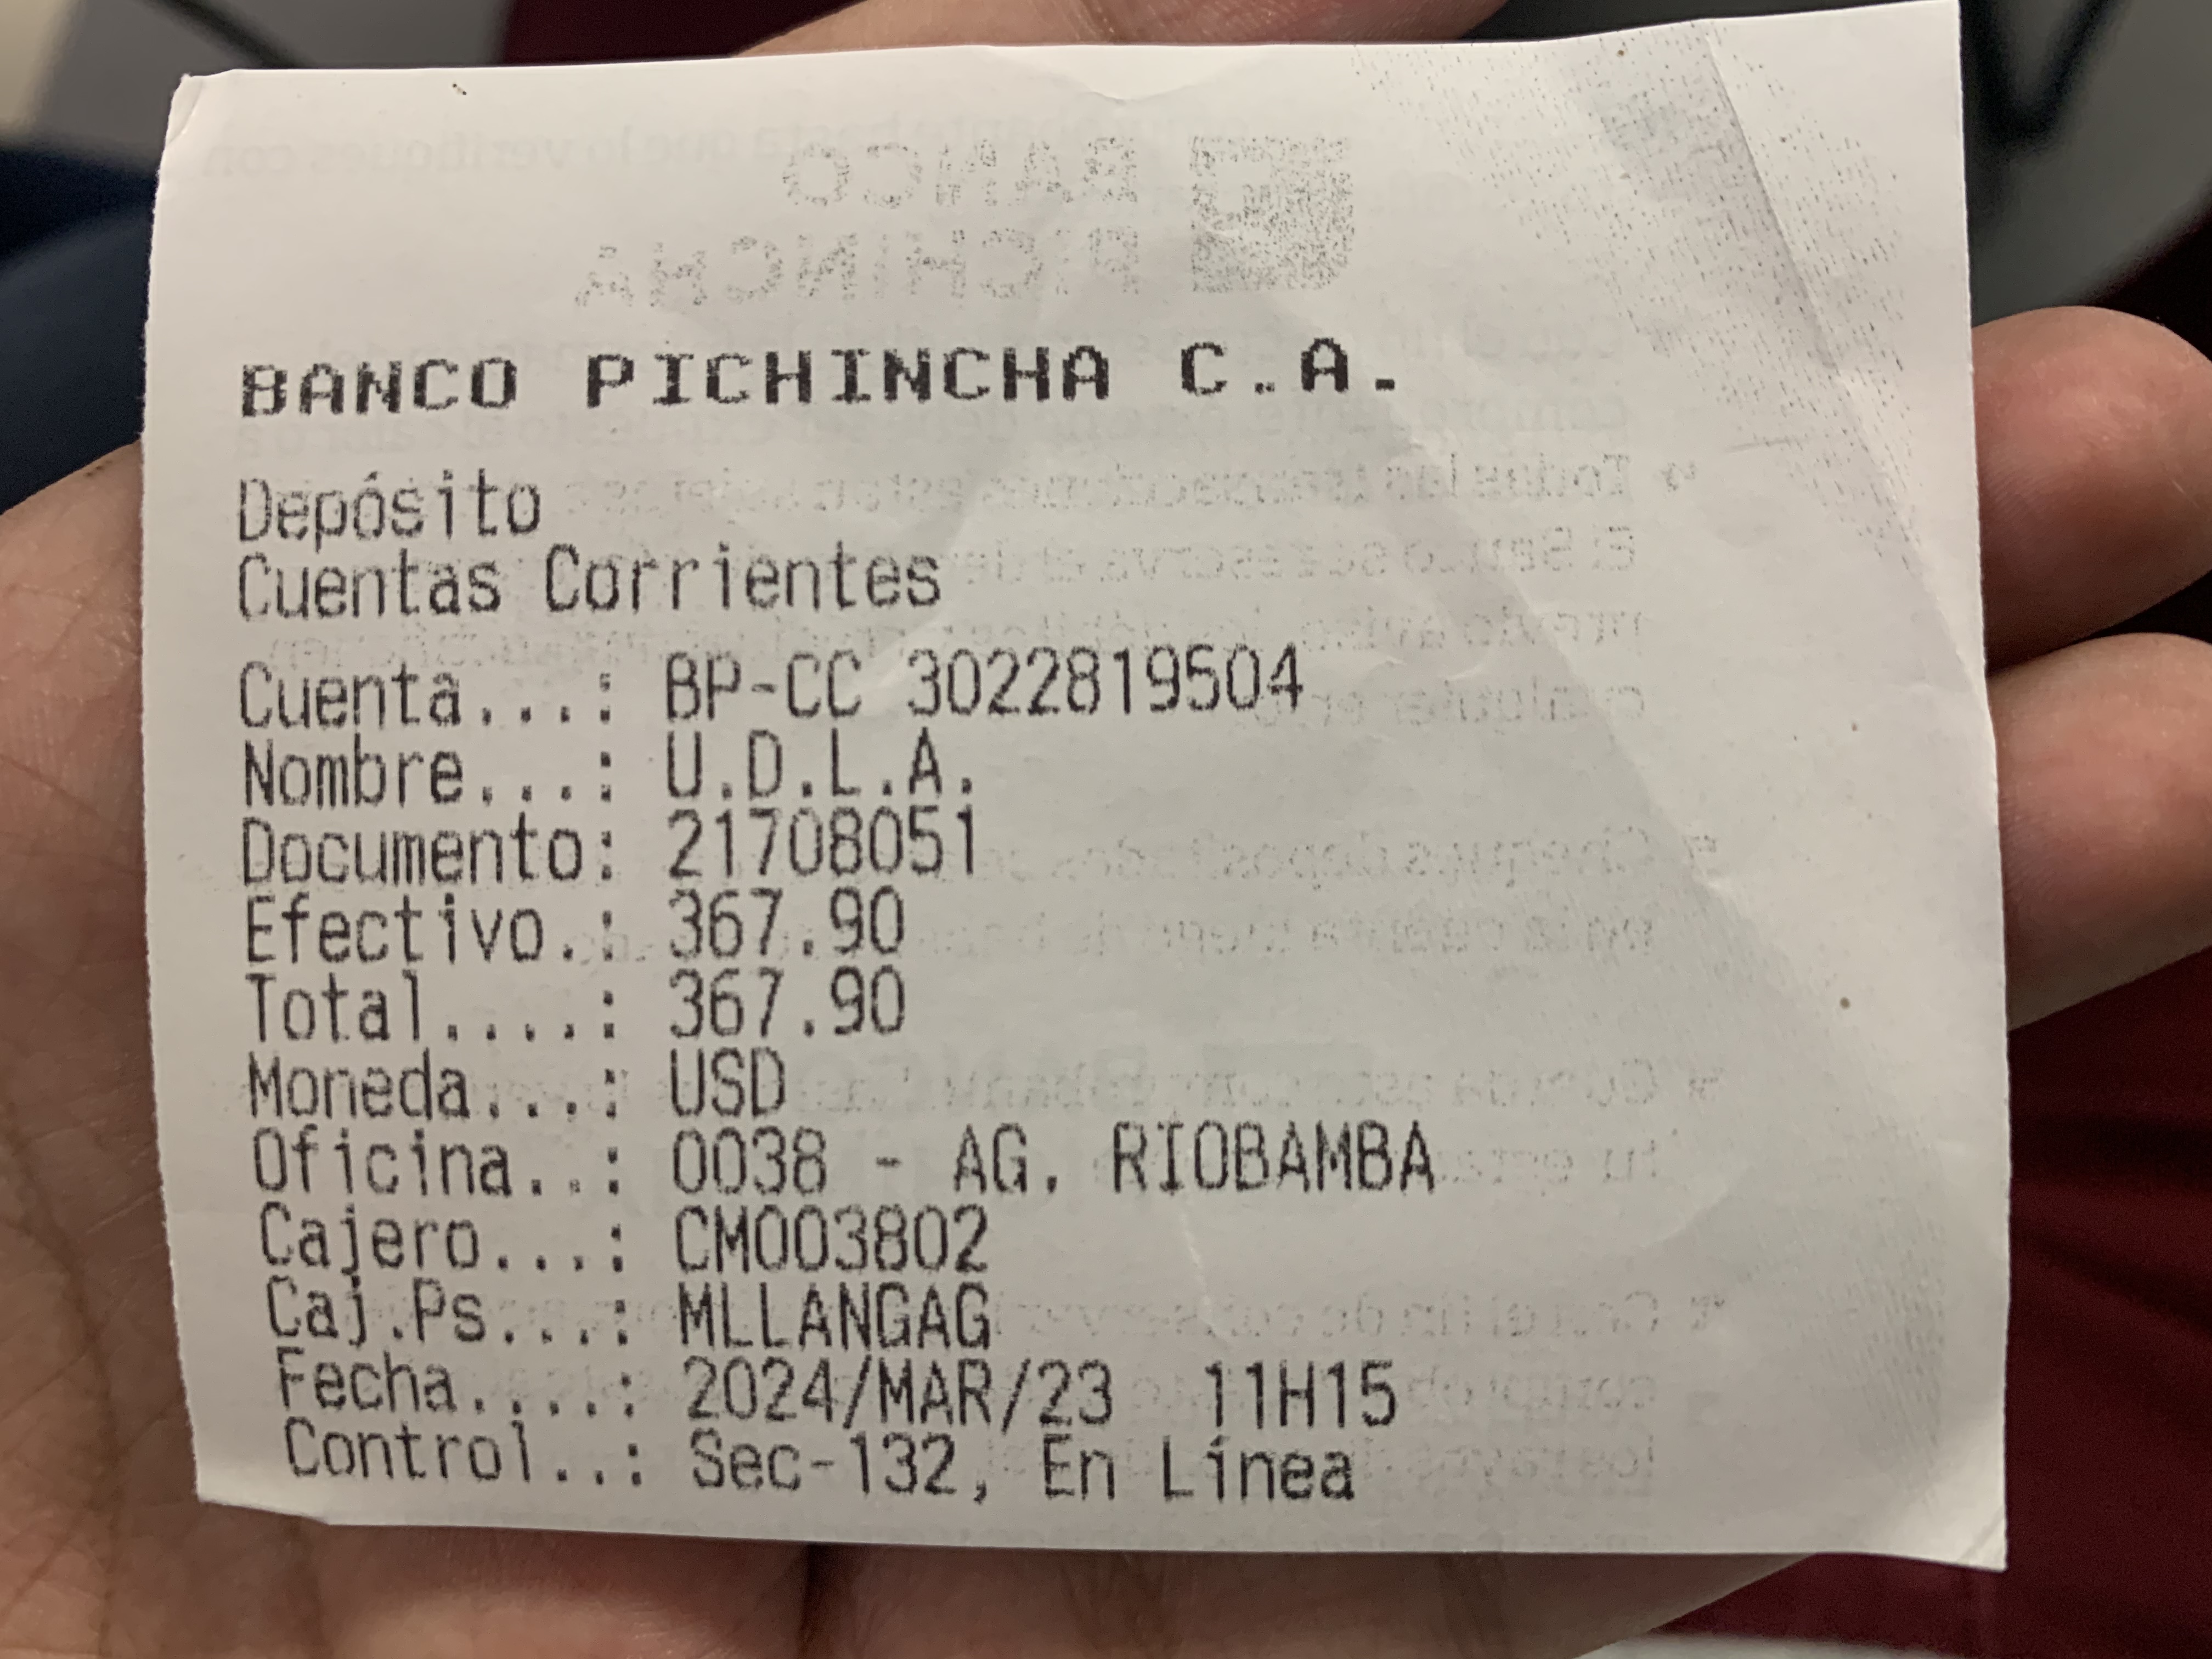 BANCO
PICHINCHA
BANCO PICHINCHA C.A.
Depósito
Cuentas Corrientes
Cuenta...: BP-CC 3022819504
Nombre...: U.D.L.A.
Documento: 21708051
Efectivo.: 367.90
Total....: 367.90
Moneda...: USD
Oficina..: 0038 - AG. RIOBAMBA
Cajero...: CM003802
Caj.Ps...: MLLANGAG
Fecha....: 2024/MAR/23 11H15
Control..: Sec-132, En Línea